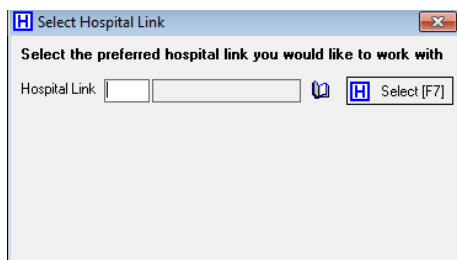 H Select Hospital Link
Select the preferred hospital link you would like to work with
Hospital Link H Select [F7]